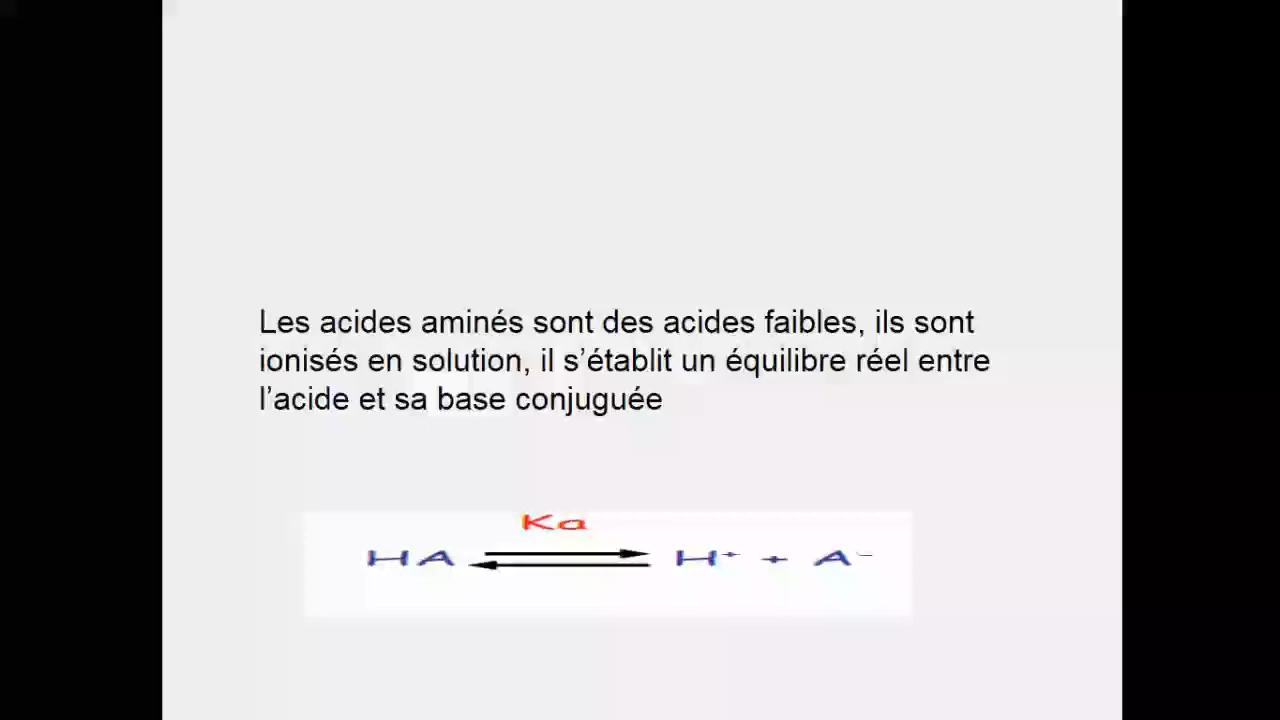 Les acides aminés sont des acides faibles, ils sont
ionisés en solution, il s’établit un équilibre réel entre
l’acide et sa base conjuguée
Ka
HA ⇌ H⁺ + A⁻